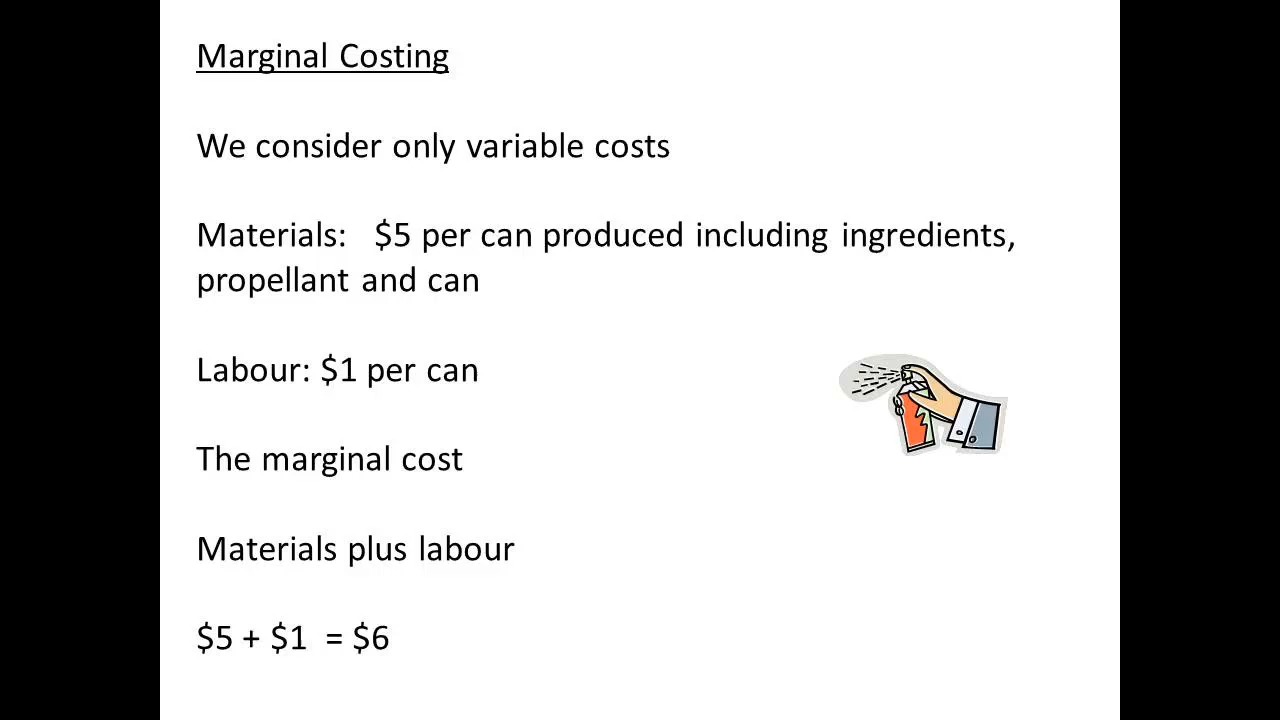 Marginal Costing
We consider only variable costs
Materials: $5 per can produced including ingredients,
propellant and can
Labour: $1 per can
The marginal cost
Materials plus labour
$5 + $1 = $6